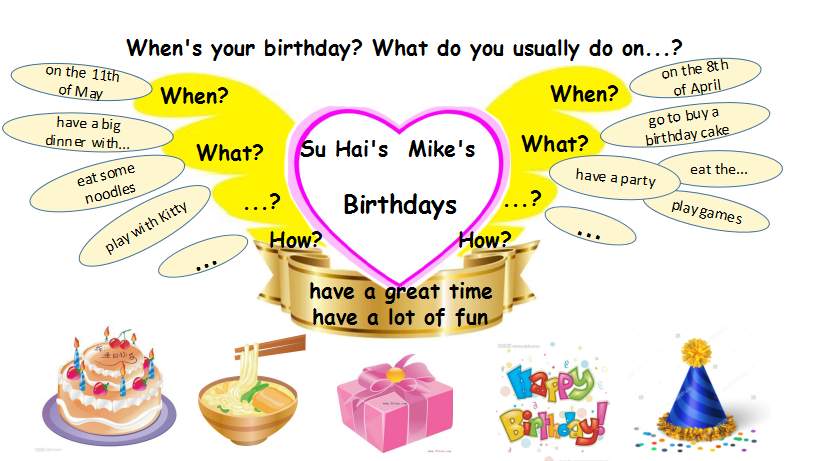 When's your birthday? What do you usually do on...?
on the 11th
of May
When?
have a big
dinner with...
What?
eat some
noodles
...?
play with Kitty
...
How?
Su Hai's Mike's
Birthdays
When?
on the 8th
of April
What?
go to buy a
birthday cake
...?
have a party
eat the...
play games
...
How?
have a great time
have a lot of fun
Happy
Birthday!